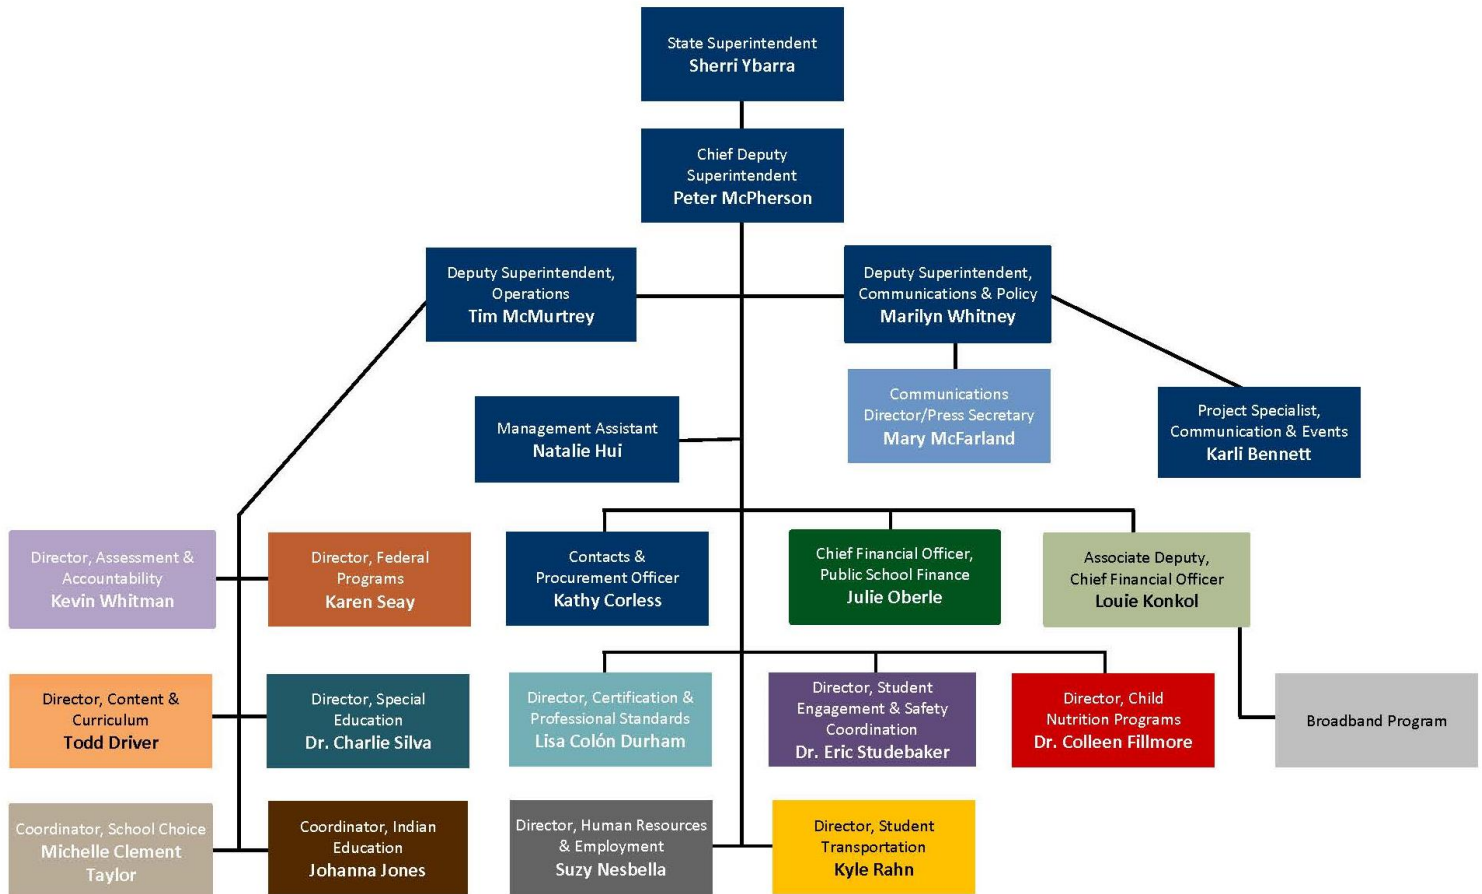 State Superintendent
Sherri Ybarra
Chief Deputy
Superintendent
Peter McPherson
Deputy Superintendent,
Operations
Tim McMurtrey
Deputy Superintendent,
Communications & Policy
Marilyn Whitney
Communications
Director/Press Secretary
Mary McFarland
Project Specialist,
Communication & Events
Karli Bennett
Management Assistant
Natalie Hui
Director, Assessment &
Accountability
Kevin Whitman
Director, Federal
Programs
Karen Seay
Contacts &
Procurement Officer
Kathy Corless
Chief Financial Officer,
Public School Finance
Julie Oberle
Associate Deputy,
Chief Financial Officer
Louie Konkol
Director, Content &
Curriculum
Todd Driver
Director, Special
Education
Dr. Charlie Silva
Director, Certification &
Professional Standards
Lisa Colón Durham
Director, Student
Engagement & Safety
Coordination
Dr. Eric Studebaker
Director, Child
Nutrition Programs
Dr. Colleen Fillmore
Broadband Program
Coordinator, School Choice
Michelle Clement
Taylor
Coordinator, Indian
Education
Johanna Jones
Director, Human Resources
& Employment
Suzy Nesbella
Director, Student
Transportation
Kyle Rahn